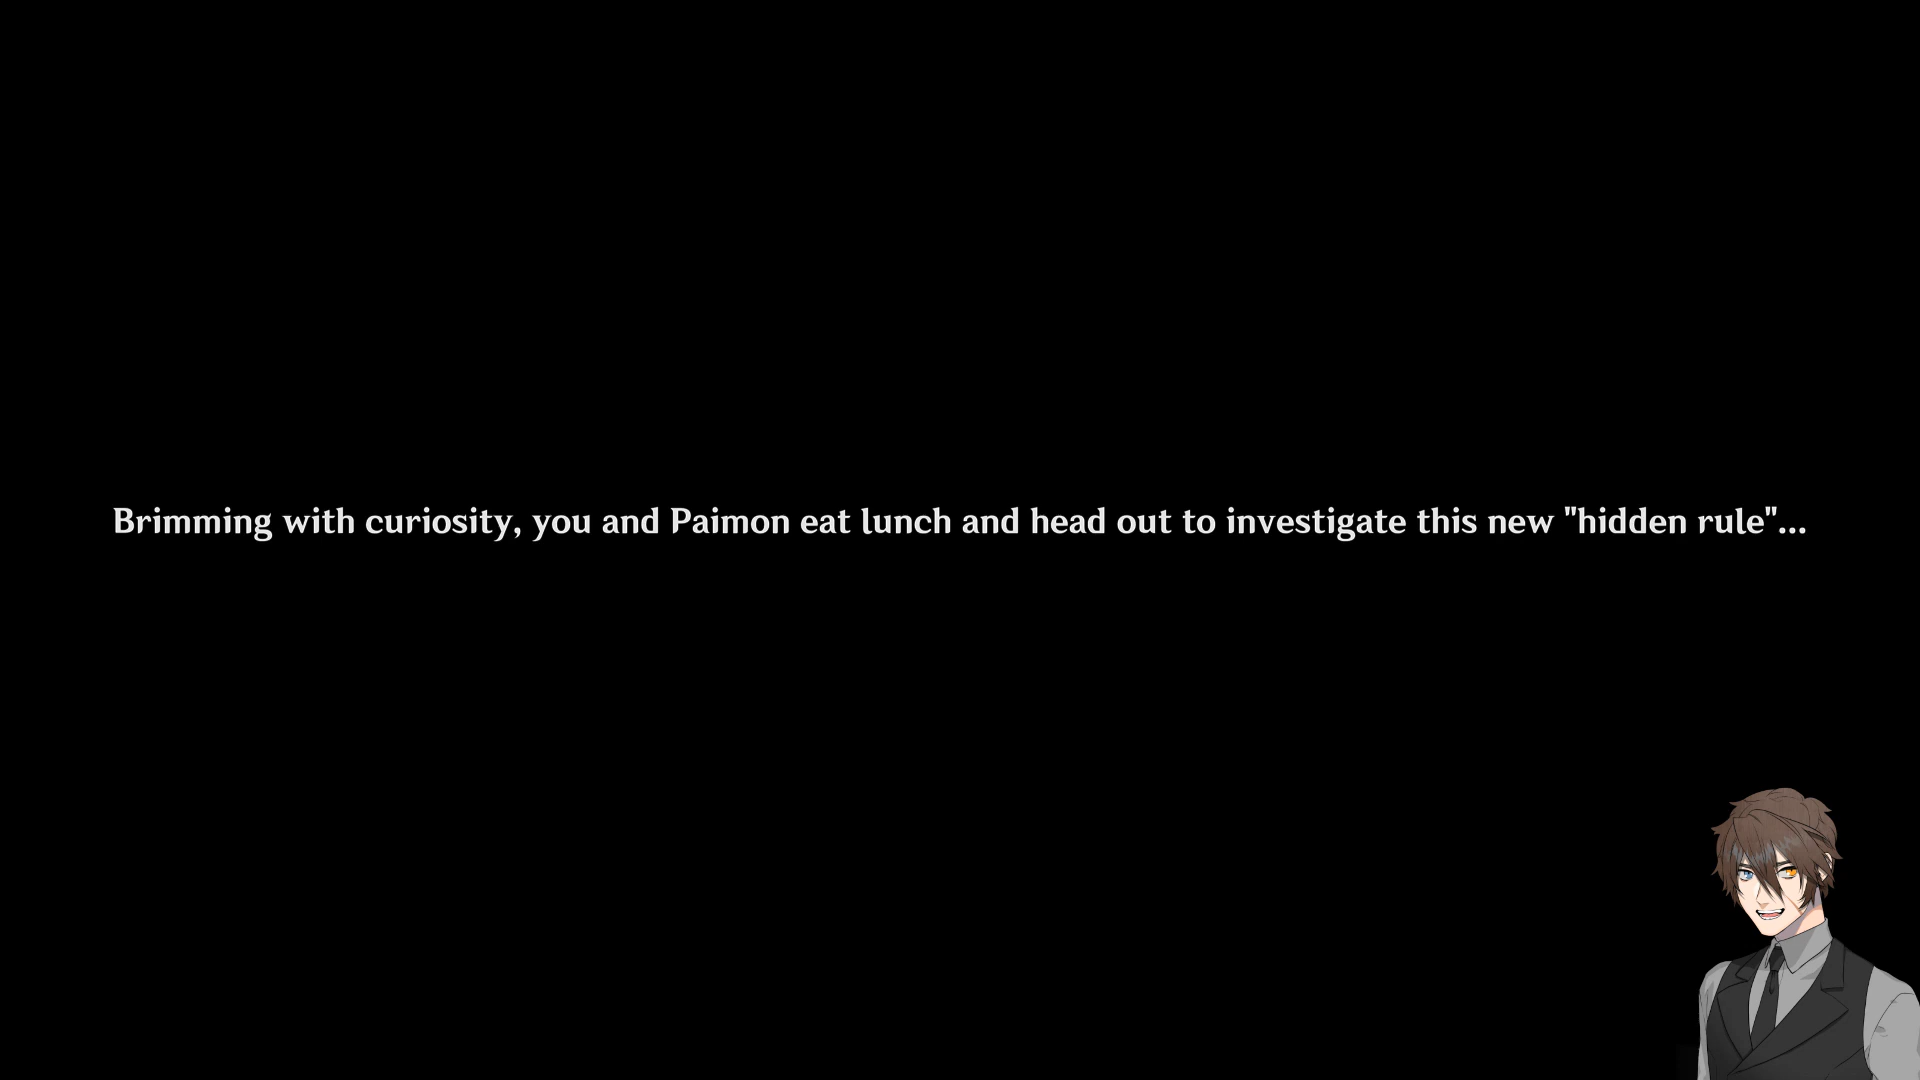 Brimming with curiosity, you and Paimon eat lunch and head out to investigate this new "hidden rule"...